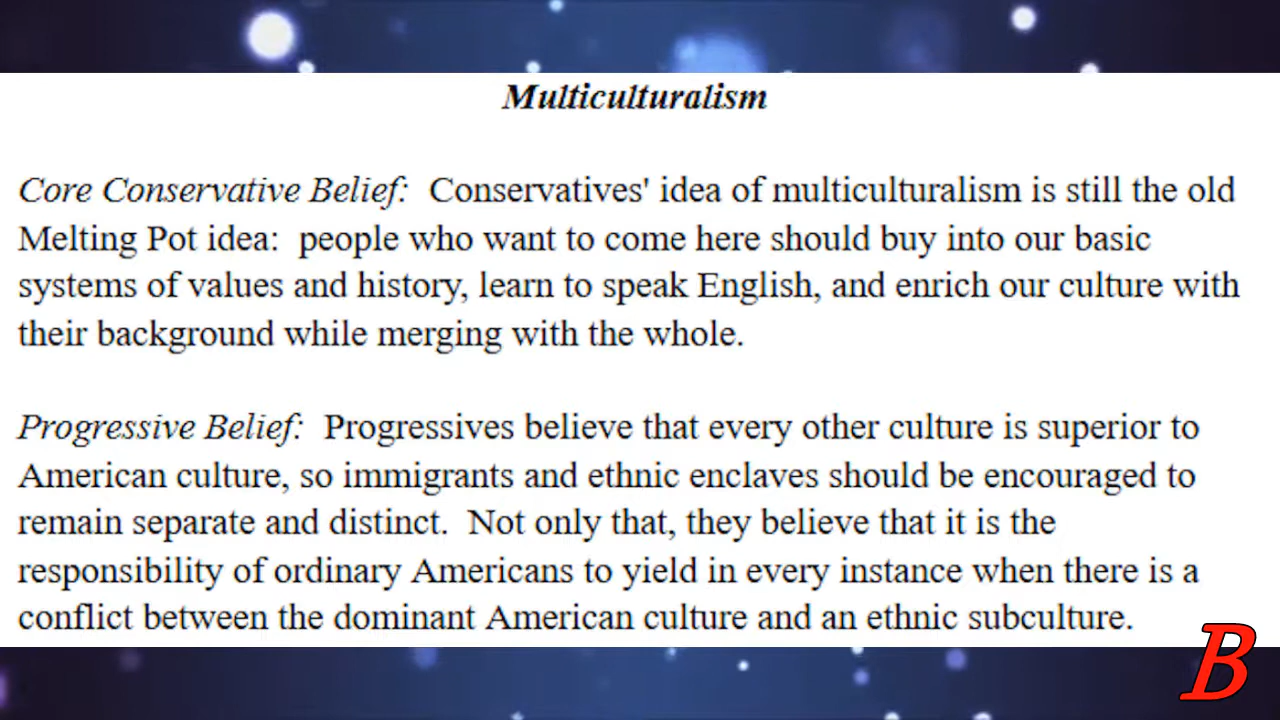 Multiculturalism
Core Conservative Belief:  Conservatives' idea of multiculturalism is still the old
Melting Pot idea:  people who want to come here should buy into our basic
systems of values and history, learn to speak English, and enrich our culture with
their background while merging with the whole.
Progressive Belief:  Progressives believe that every other culture is superior to
American culture, so immigrants and ethnic enclaves should be encouraged to
remain separate and distinct.  Not only that, they believe that it is the
responsibility of ordinary Americans to yield in every instance when there is a
conflict between the dominant American culture and an ethnic subculture.
B